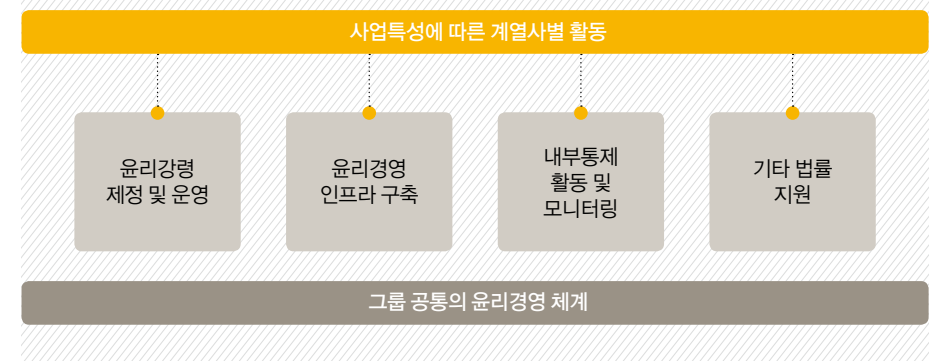 사업특성에 따른 계열사별 활동
윤리강령
제정 및 운영
윤리경영
인프라 구축
내부통제
활동 및
모니터링
기타 법률
지원
그룹 공통의 윤리경영 체계